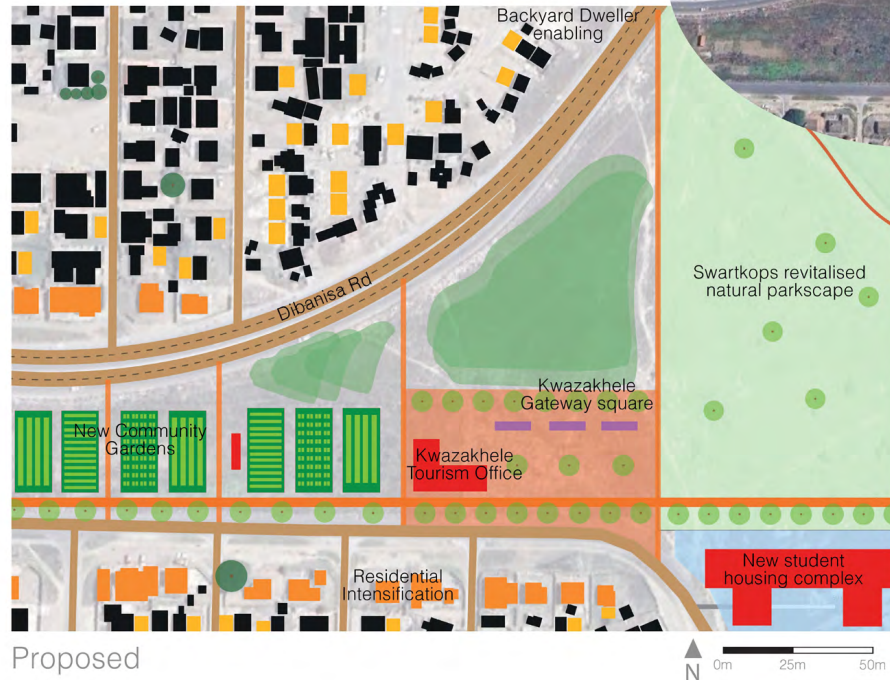 Backyard Dweller
enabling
Dibanisa Rd
Swartkops revitalised
natural parkscape
Kwazakhele
Gateway square
New Community
Gardens
Kwazakhele
Tourism Office
New student
housing complex
Residential
Intensification
Proposed
N
0m 25m 50m